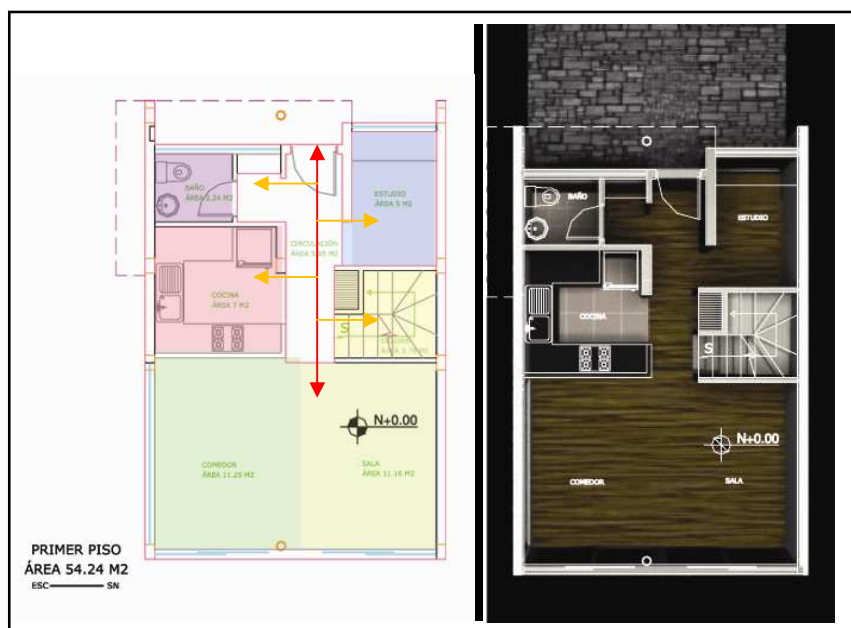 BAÑO
ÁREA 3.24 M2
ESTUDIO
ÁREA 5 M2
CIRCULACIÓN
COCINA
ÁREA 7 M2
S
N+0.00
COMEDOR
ÁREA 11.25 M2
SALA
ÁREA 11.16 M2
PRIMER PISO
ÁREA 54.24 M2
ESC SN
BAÑO
ESTUDIO
COCINA
S
N+0.00
COMEDOR
SALA